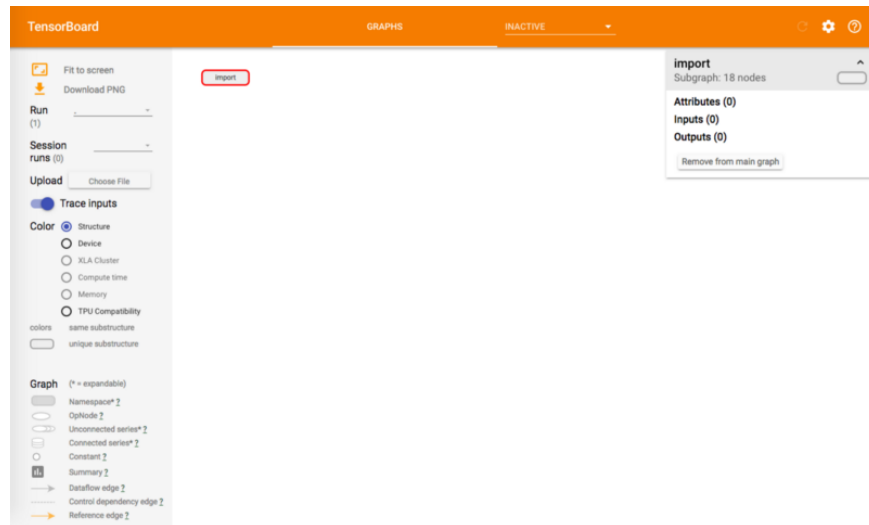 TensorBoard
GRAPHS
INACTIVE
Fit to screen
Download PNG
Run
(1)
Session
runs (0)
Upload
Choose File
Trace inputs
Color
Structure
Device
XLA Cluster
Compute time
Memory
TPU Compatibility
colors
same substructure
unique substructure
Graph
(* = expandable)
Namespace* ?
OpNode ?
Unconnected series* ?
Connected series* ?
Constant ?
Summary ?
Dataflow edge ?
Control dependency edge ?
Reference edge ?
import
import
Subgraph: 18 nodes
Attributes (0)
Inputs (0)
Outputs (0)
Remove from main graph